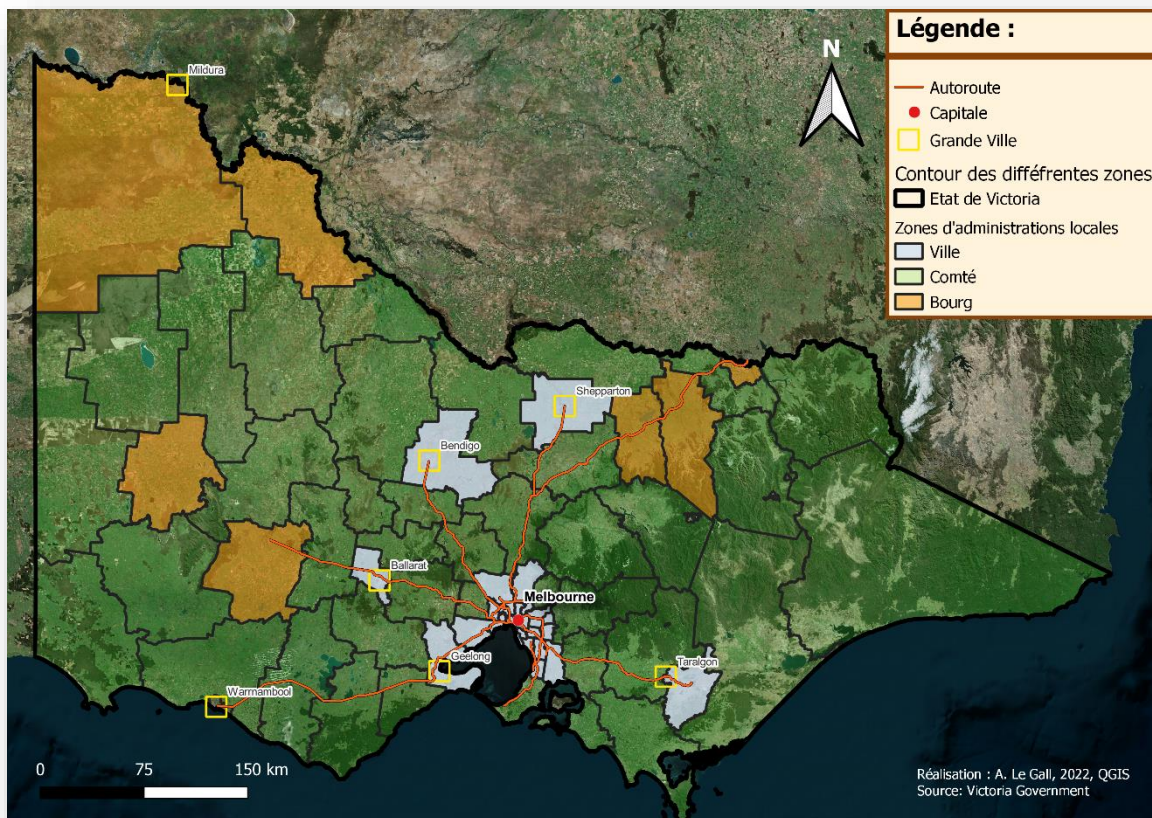 Légende :
Autoroute
Capitale
Grande Ville
Contour des difféfrentes zones
Etat de Victoria
Zones d'administrations locales
Ville
Comté
Bourg
N
Mildura
Shepparton
Bendigo
Ballarat
Melbourne
Geelong
Taralgon
Warrnambool
0 75 150 km
Réalisation : A. Le Gall, 2022, QGIS
Source: Victoria Government